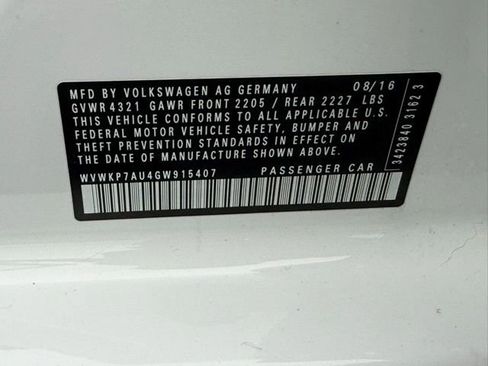 MFD BY VOLKSWAGEN AG GERMANY 08/16
GVWR 4321 GAWR FRONT 2205 / REAR 2227 LBS
THIS VEHICLE CONFORMS TO ALL APPLICABLE U.S.
FEDERAL MOTOR VEHICLE SAFETY, BUMPER AND
THEFT PREVENTION STANDARDS IN EFFECT ON
THE DATE OF MANUFACTURE SHOWN ABOVE.
WVWKP7AU4GW915407 PASSENGER CAR
3423840 3162 3